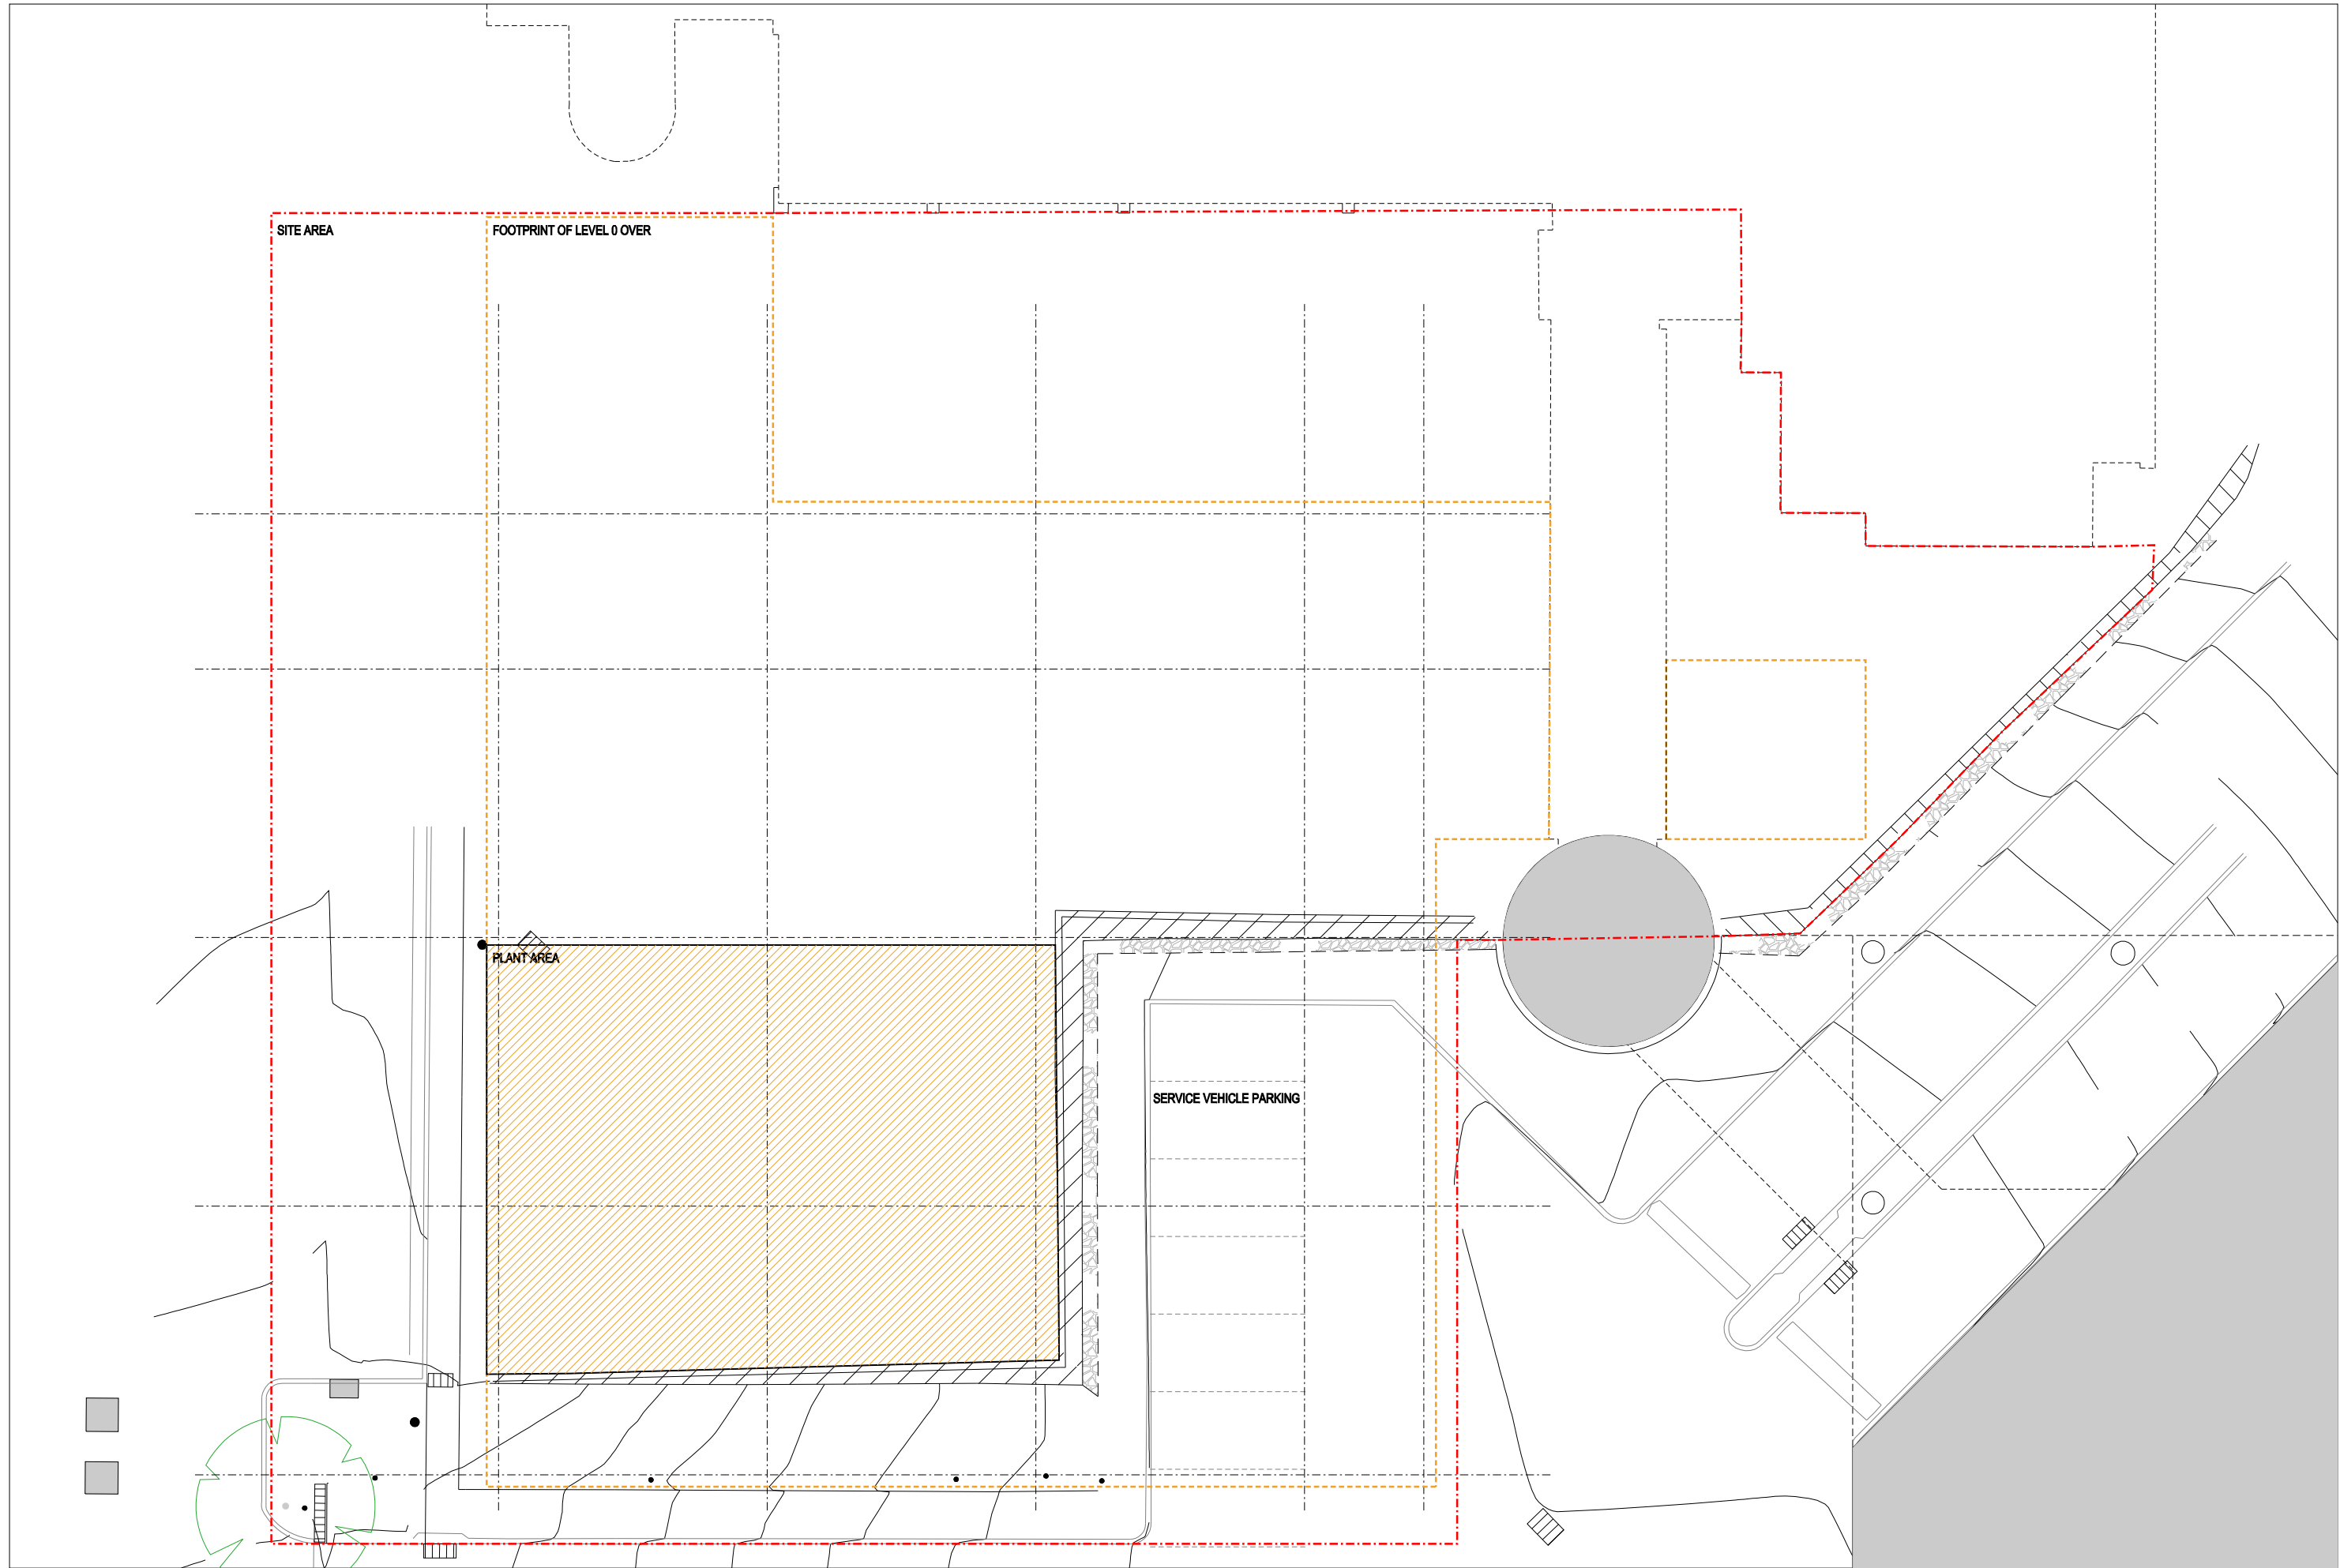 SITE AREA
FOOTPRINT OF LEVEL 0 OVER
PLANT AREA
SERVICE VEHICLE PARKING